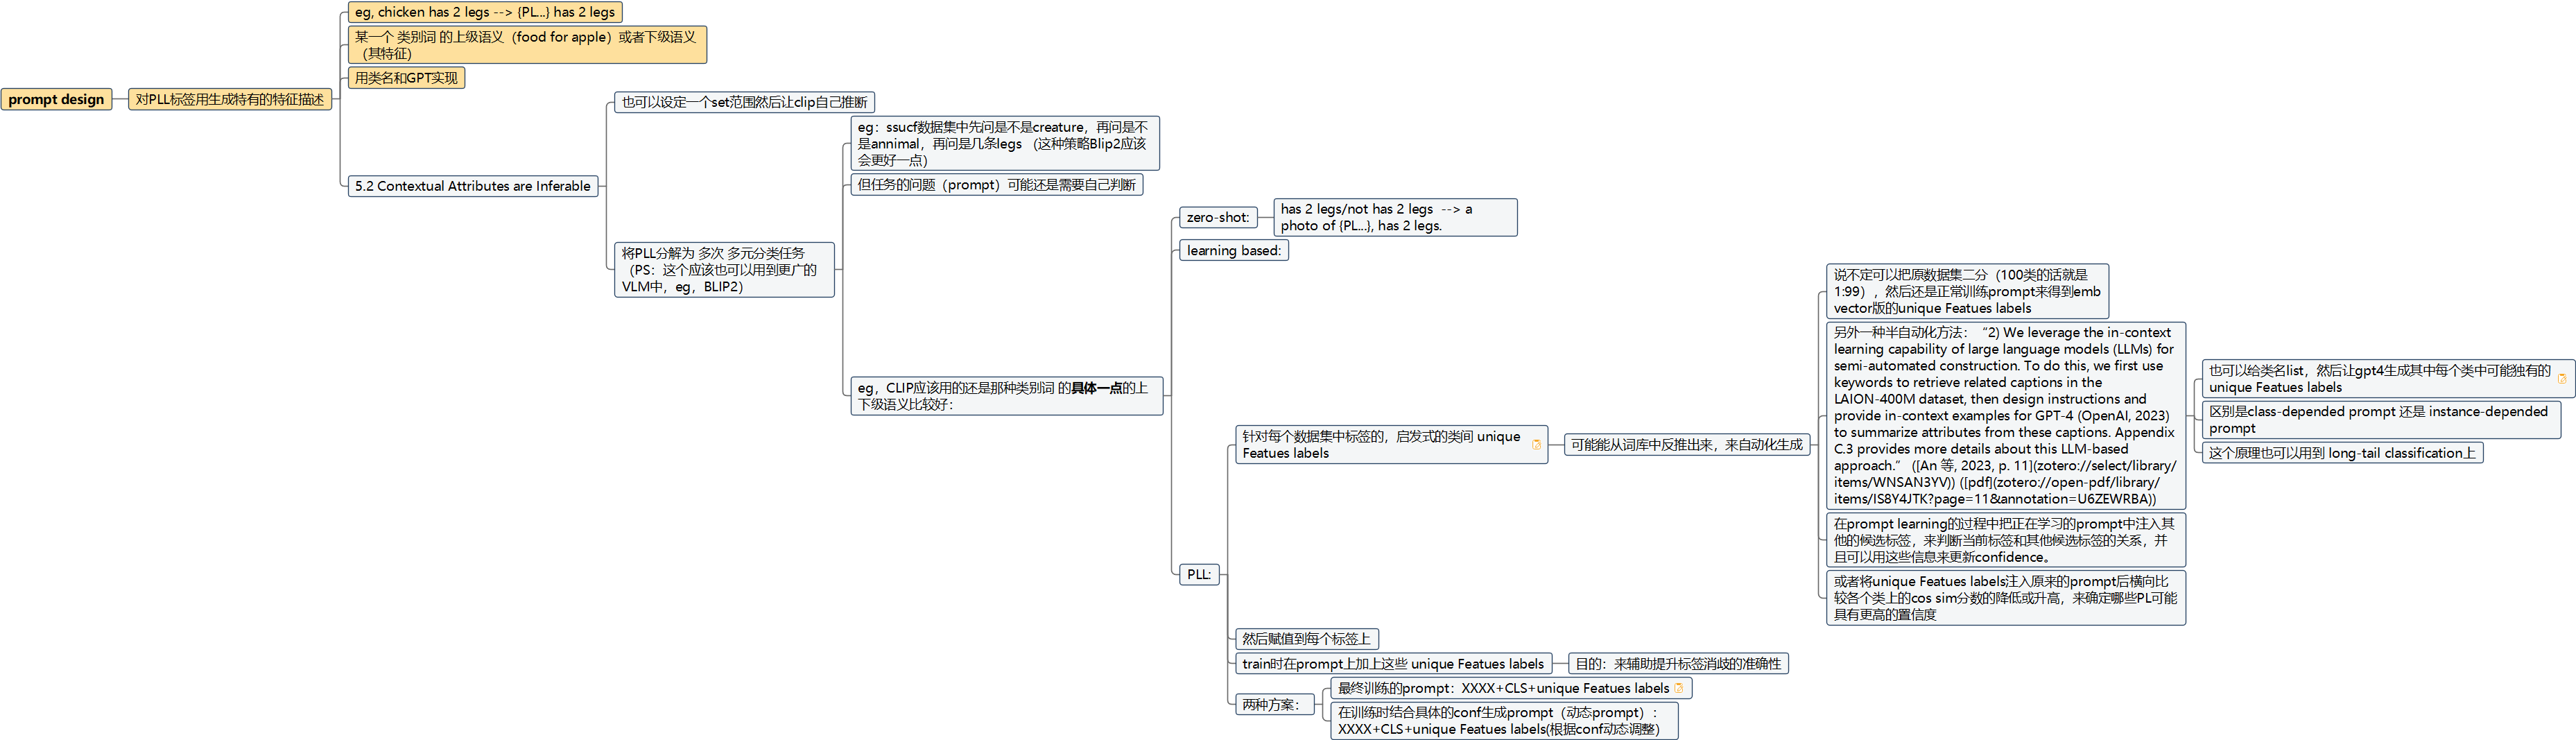 prompt design
对PLL标签用生成特有的特征描述
eg, chicken has 2 legs --> {PL...} has 2 legs
某一个 类别词 的上级语义（food for apple）或者下级语义
（其特征）
用类名和GPT实现
5.2 Contextual Attributes are Inferable
也可以设定一个set范围然后让clip自己推断
将PLL分解为 多次 多元分类任务
（PS：这个应该也可以用到更广的
VLM中，eg，BLIP2）
eg：ssucf数据集中先问是不是creature，再问是不
是annimal，再问是几条legs （这种策略Blip2应该
会更好一点）
但任务的问题（prompt）可能还是需要自己判断
eg，CLIP应该用的还是那种类别词 的具体一点的上
下级语义比较好：
zero-shot:
has 2 legs/not has 2 legs --> a
photo of {PL...}, has 2 legs.
learning based:
PLL:
针对每个数据集中标签的，启发式的类间 unique
Featues labels
可能能从词库中反推出来，来自动化生成
说不定可以把原数据集二分（100类的话就是
1:99），然后还是正常训练prompt来得到emb
vector版的unique Featues labels
另外一种半自动化方法：“2) We leverage the in-context
learning capability of large language models (LLMs) for
semi-automated construction. To do this, we first use
keywords to retrieve related captions in the
LAION-400M dataset, then design instructions and
provide in-context examples for GPT-4 (OpenAI, 2023)
to summarize attributes from these captions. Appendix
C.3 provides more details about this LLM-based
approach.” ([An 等, 2023, p. 11](zotero://select/library/
items/WNSAN3YV)) ([pdf](zotero://open-pdf/library/
items/IS8Y4JTK?page=11&annotation=U6ZEWRBA))
也可以给类名list，然后让gpt4生成其中每个类中可能独有的
unique Featues labels
区别是class-depended prompt 还是 instance-depended
prompt
这个原理也可以用到 long-tail classification上
在prompt learning的过程中把正在学习的prompt中注入其
他的候选标签，来判断当前标签和其他候选标签的关系，并
且可以用这些信息来更新confidence。
或者将unique Featues labels注入原来的prompt后横向比
较各个类上的cos sim分数的降低或升高，来确定哪些PL可能
具有更高的置信度
然后赋值到每个标签上
train时在prompt上加上这些 unique Featues labels
目的：来辅助提升标签消歧的准确性
两种方案：
最终训练的prompt：XXXX+CLS+unique Featues labels
在训练时结合具体的conf生成prompt（动态prompt）：
XXXX+CLS+unique Featues labels(根据conf动态调整)